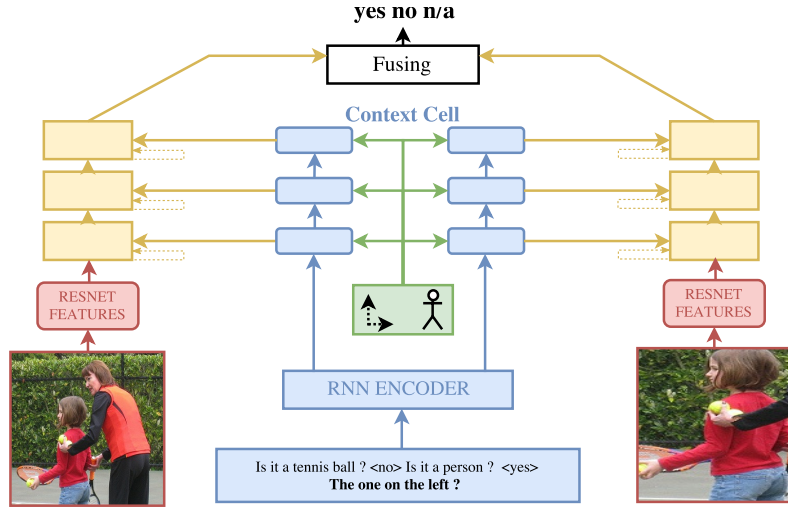 yes no n/a
Fusing
Context Cell
RESNET
FEATURES
RESNET
FEATURES
RNN ENCODER
Is it a tennis ball ? <no> Is it a person ? <yes>
The one on the left ?